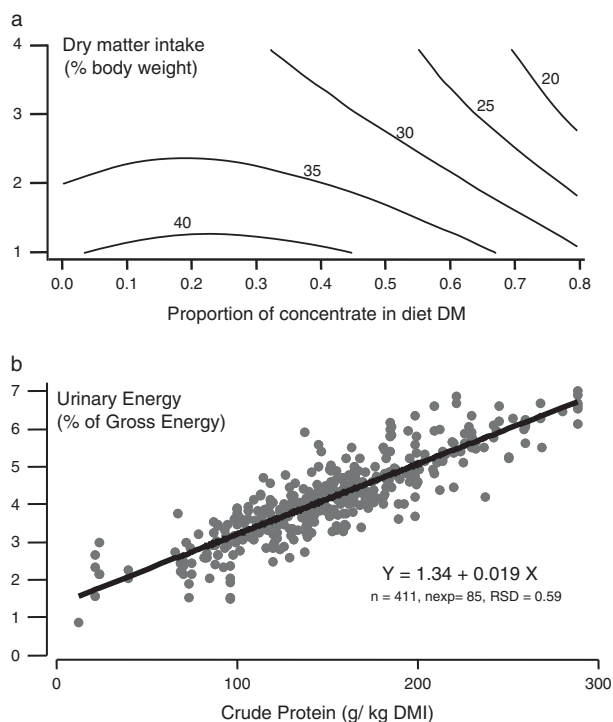 a
4
Dry matter intake
(% body weight)
20
25
3
30
35
2
40
1
0.0 0.1 0.2 0.3 0.4 0.5 0.6 0.7 0.8
Proportion of concentrate in diet DM
b
7
Urinary Energy
(% of Gross Energy)
6
5
4
3
Y = 1.34 + 0.019 X
2
n = 411, nexp= 85, RSD = 0.59
1
0
0 100 200 300
Crude Protein (g/ kg DMI)